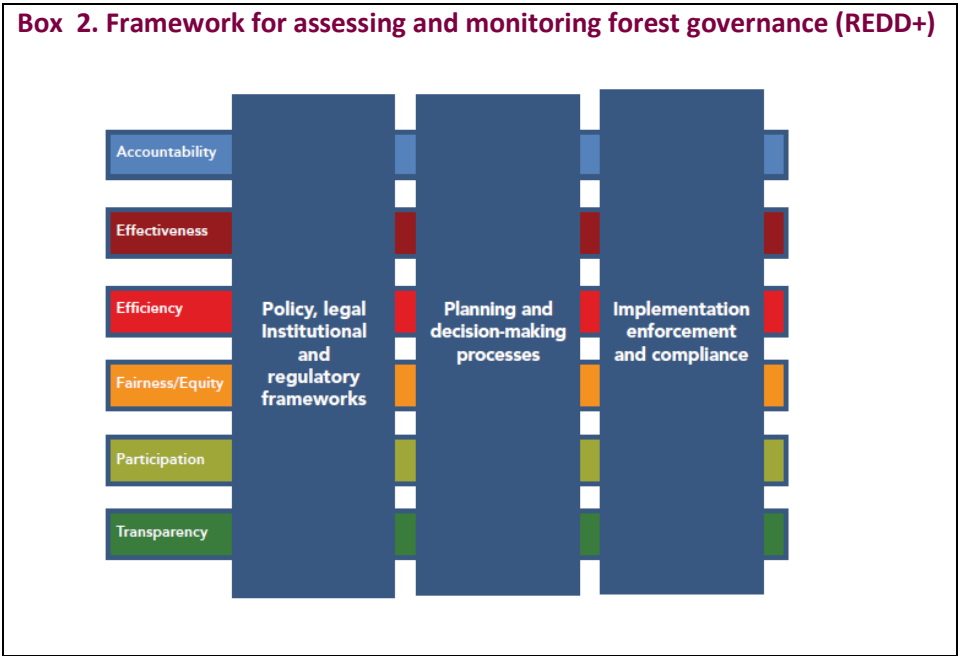 Box 2. Framework for assessing and monitoring forest governance (REDD+)
Accountability
Effectiveness
Efficiency
Fairness/Equity
Participation
Transparency
Policy, legal
Institutional
and
regulatory
frameworks
Planning and
decision-making
processes
Implementation
enforcement
and compliance